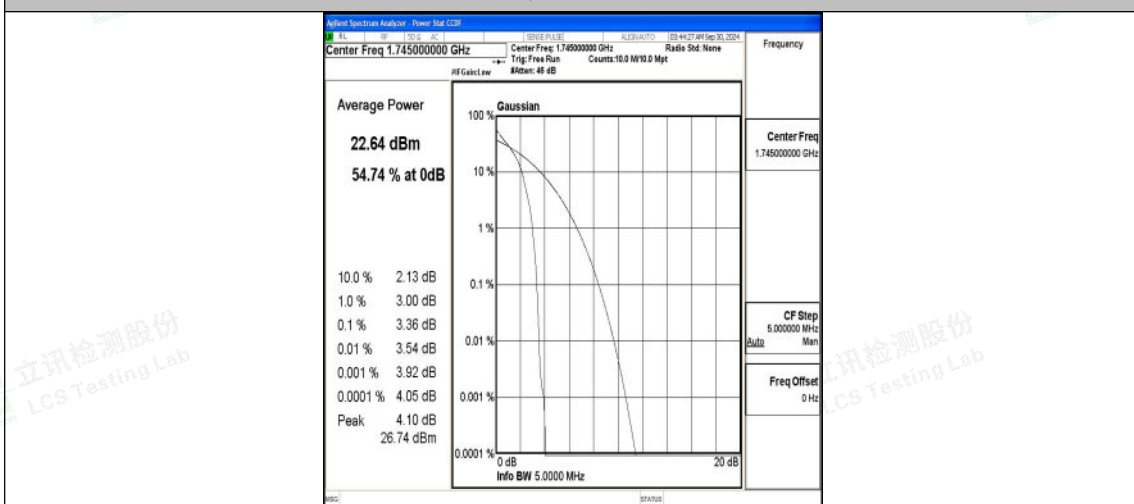 Agilent Spectrum Analyzer - Power Stat CCDF
RL RF 50 Ω AC SENSE:PULSE ALIGNAUTO 03:44:27 AM Sep 30, 2024
Center Freq 1.745000000 GHz
Center Freq: 1.745000000 GHz Radio Std: None
Trig: Free Run Counts:10.0 M/10.0 Mpt
#IFGain:Low #Atten: 46 dB
Frequency
Average Power
22.64 dBm
54.74 % at 0dB
10.0 % 2.13 dB
1.0 % 3.00 dB
0.1 % 3.36 dB
0.01 % 3.54 dB
0.001 % 3.92 dB
0.0001 % 4.05 dB
Peak 4.10 dB
26.74 dBm
Gaussian
100 %
10 %
1 %
0.1 %
0.01 %
0.001 %
0.0001 %
0 dB 20 dB
Info BW 5.0000 MHz
Center Freq
1.745000000 GHz
CF Step
5.000000 MHz
Auto Man
Freq Offset
0 Hz
MSG STATUS
立讯检测股份
LCS Testing Lab
立讯检测股份
LCS Testing Lab